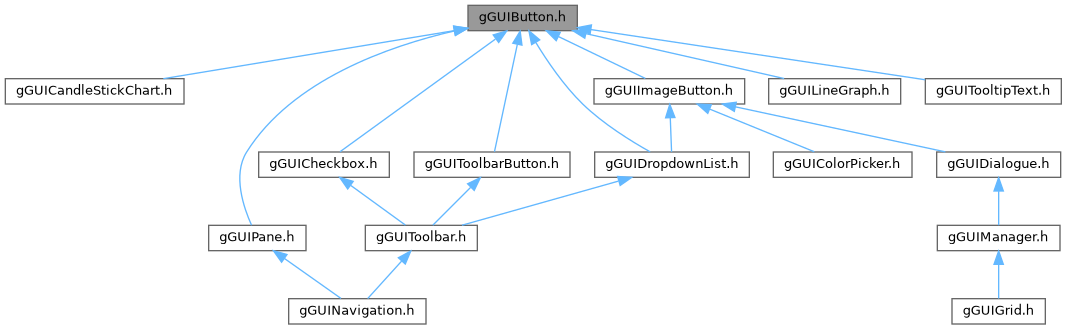 gGUIButton.h
gGUICandleStickChart.h
gGUIImageButton.h
gGUILineGraph.h
gGUITooltipText.h
gGUICheckbox.h
gGUIToolbarButton.h
gGUIDropdownList.h
gGUIColorPicker.h
gGUIDialogue.h
gGUIPane.h
gGUIToolbar.h
gGUIManager.h
gGUINavigation.h
gGUIGrid.h